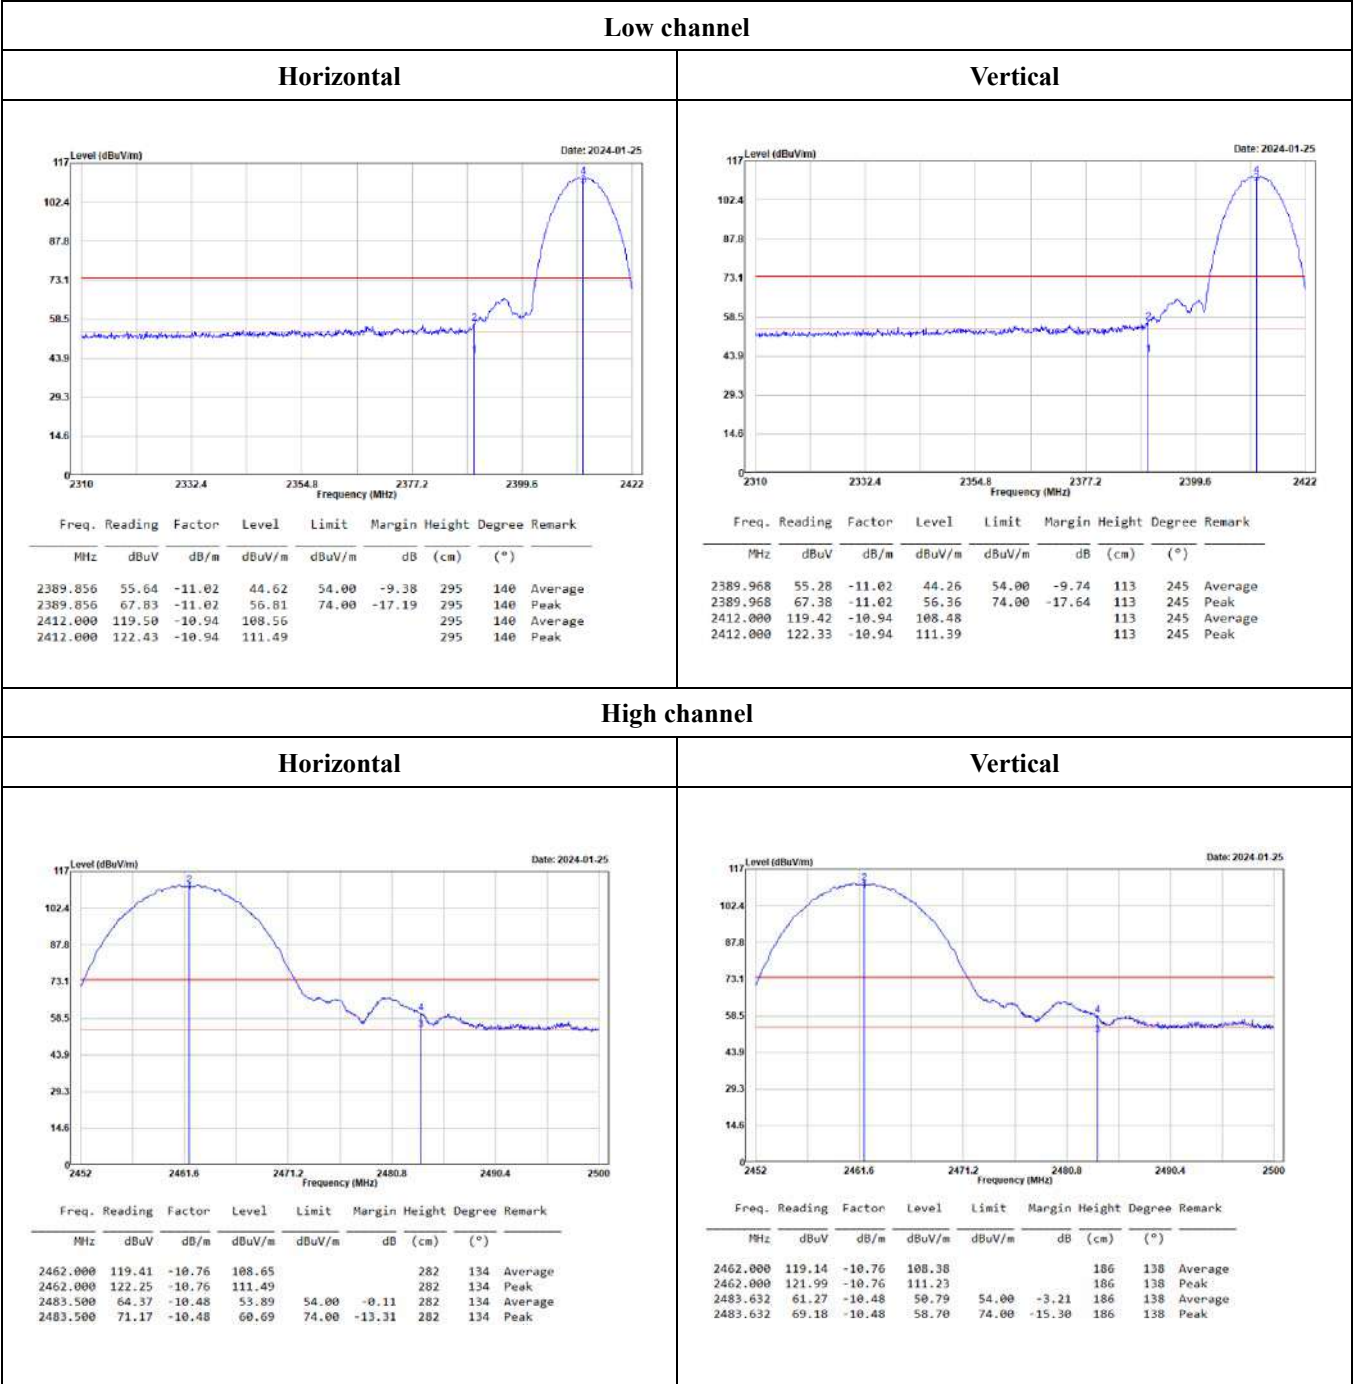 Low channel
Horizontal Vertical
Level (dBuV/m) Date: 2024-01-25
117
102.4
87.8
73.1
58.5
43.9
29.3
14.6
0
4
2
1
2310 2332.4 2354.8 2377.2 2399.6 2422
Frequency (MHz)
Freq. Reading Factor Level Limit Margin Height Degree Remark
MHz dBuV dB/m dBuV/m dBuV/m dB (cm) (°)
2389.856 55.64 -11.02 44.62 54.00 -9.38 295 140 Average
2389.856 67.83 -11.02 56.81 74.00 -17.19 295 140 Peak
2412.000 119.50 -10.94 108.56 295 140 Average
2412.000 122.43 -10.94 111.49 295 140 Peak
Level (dBuV/m) Date: 2024-01-25
117
102.4
87.8
73.1
58.5
43.9
29.3
14.6
0
2
1
2310 2332.4 2354.8 2377.2 2399.6 2422
Frequency (MHz)
Freq. Reading Factor Level Limit Margin Height Degree Remark
MHz dBuV dB/m dBuV/m dBuV/m dB (cm) (°)
2389.968 55.28 -11.02 44.26 54.00 -9.74 113 245 Average
2389.968 67.38 -11.02 56.36 74.00 -17.64 113 245 Peak
2412.000 119.42 -10.94 108.48 113 245 Average
2412.000 122.33 -10.94 111.39 113 245 Peak
High channel
Horizontal Vertical
Level (dBuV/m) Date: 2024-01-25
117
102.4
87.8
73.1
58.5
43.9
29.3
14.6
0
2
4
3
2452 2461.6 2471.2 2480.8 2490.4 2500
Frequency (MHz)
Freq. Reading Factor Level Limit Margin Height Degree Remark
MHz dBuV dB/m dBuV/m dBuV/m dB (cm) (°)
2462.000 119.41 -10.76 108.65 282 134 Average
2462.000 122.25 -10.76 111.49 282 134 Peak
2483.500 64.37 -10.48 53.89 54.00 -0.11 282 134 Average
2483.500 71.17 -10.48 60.69 74.00 -13.31 282 134 Peak
Level (dBuV/m) Date: 2024-01-25
117
102.4
87.8
73.1
58.5
43.9
29.3
14.6
0
2
4
3
2452 2461.6 2471.2 2480.8 2490.4 2500
Frequency (MHz)
Freq. Reading Factor Level Limit Margin Height Degree Remark
MHz dBuV dB/m dBuV/m dBuV/m dB (cm) (°)
2462.000 119.14 -10.76 108.38 186 138 Average
2462.000 121.99 -10.76 111.23 186 138 Peak
2483.632 61.27 -10.48 50.79 54.00 -3.21 186 138 Average
2483.632 69.18 -10.48 58.70 74.00 -15.30 186 138 Peak